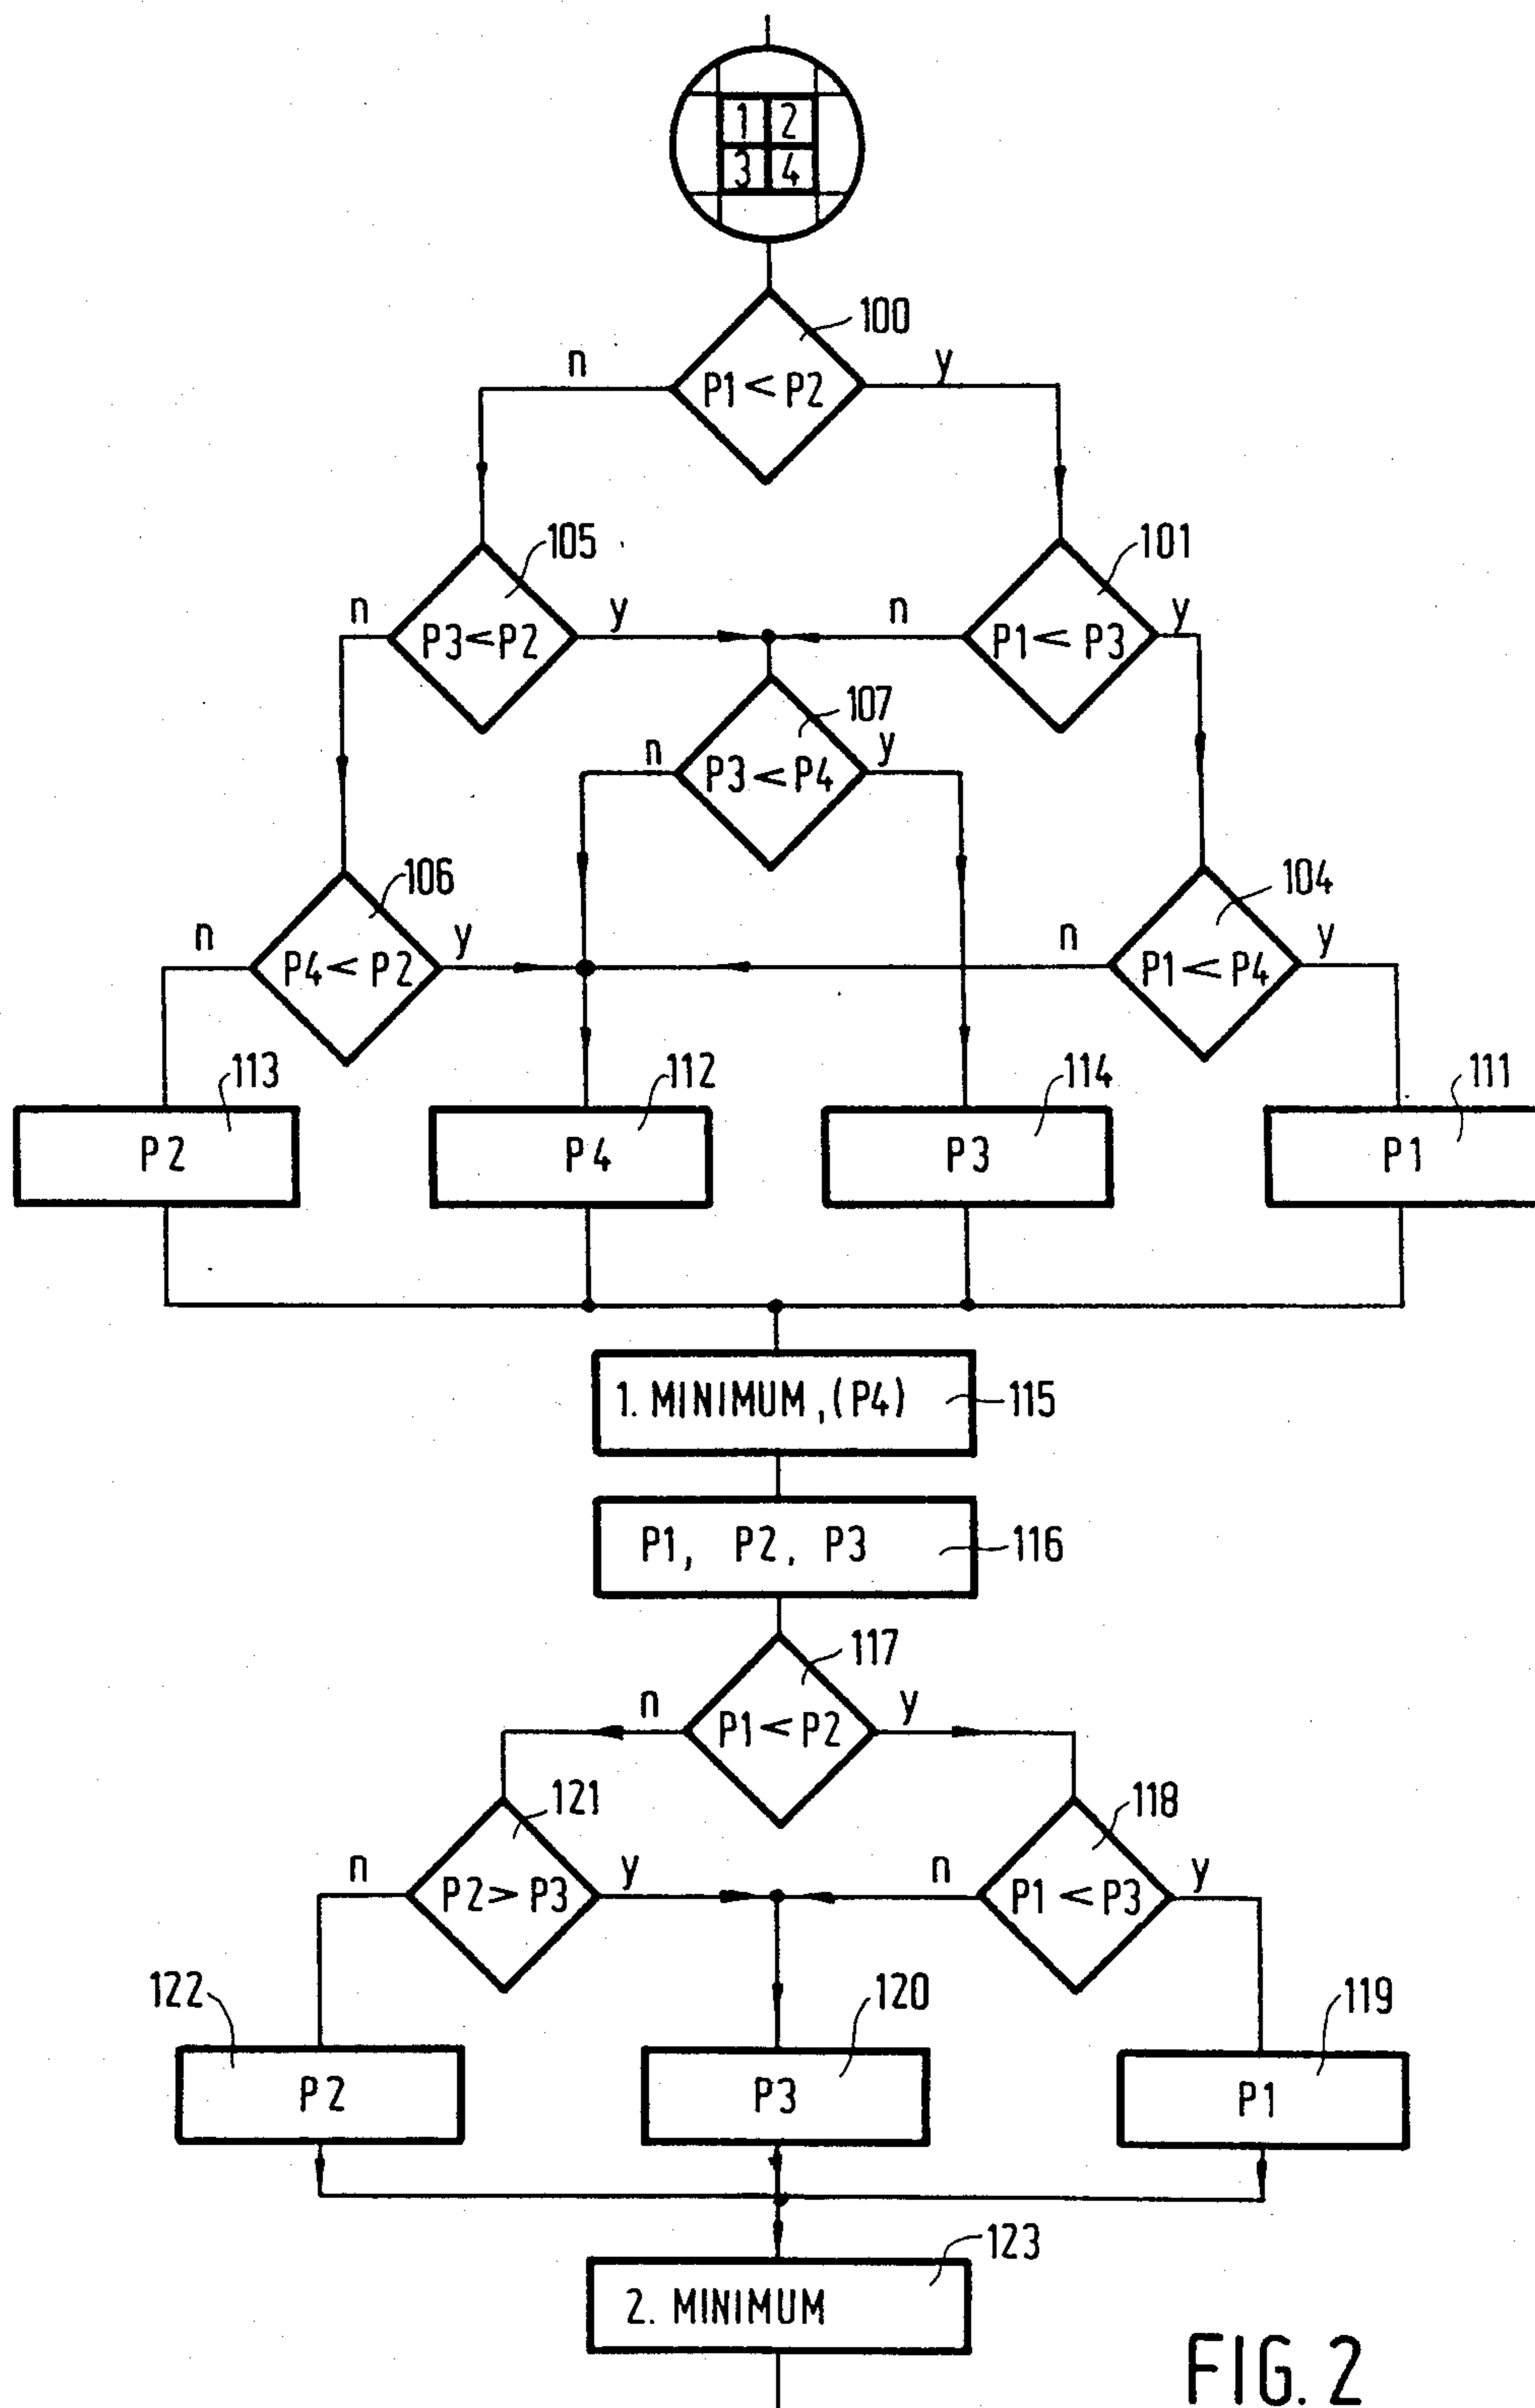 1 2
3 4
100
n y
P1 < P2
105 101
n y n y
P3 < P2 P1 < P3
107
n y
P3 < P4
106 104
n y n y
P4 < P2 P1 < P4
113 112 114 111
P2 P4 P3 P1
1. MINIMUM, (P4) 115
P1, P2, P3 116
117
n y
P1 < P2
121 118
n y n y
P2 > P3 P1 < P3
122 120 119
P2 P3 P1
123
2. MINIMUM
FIG. 2